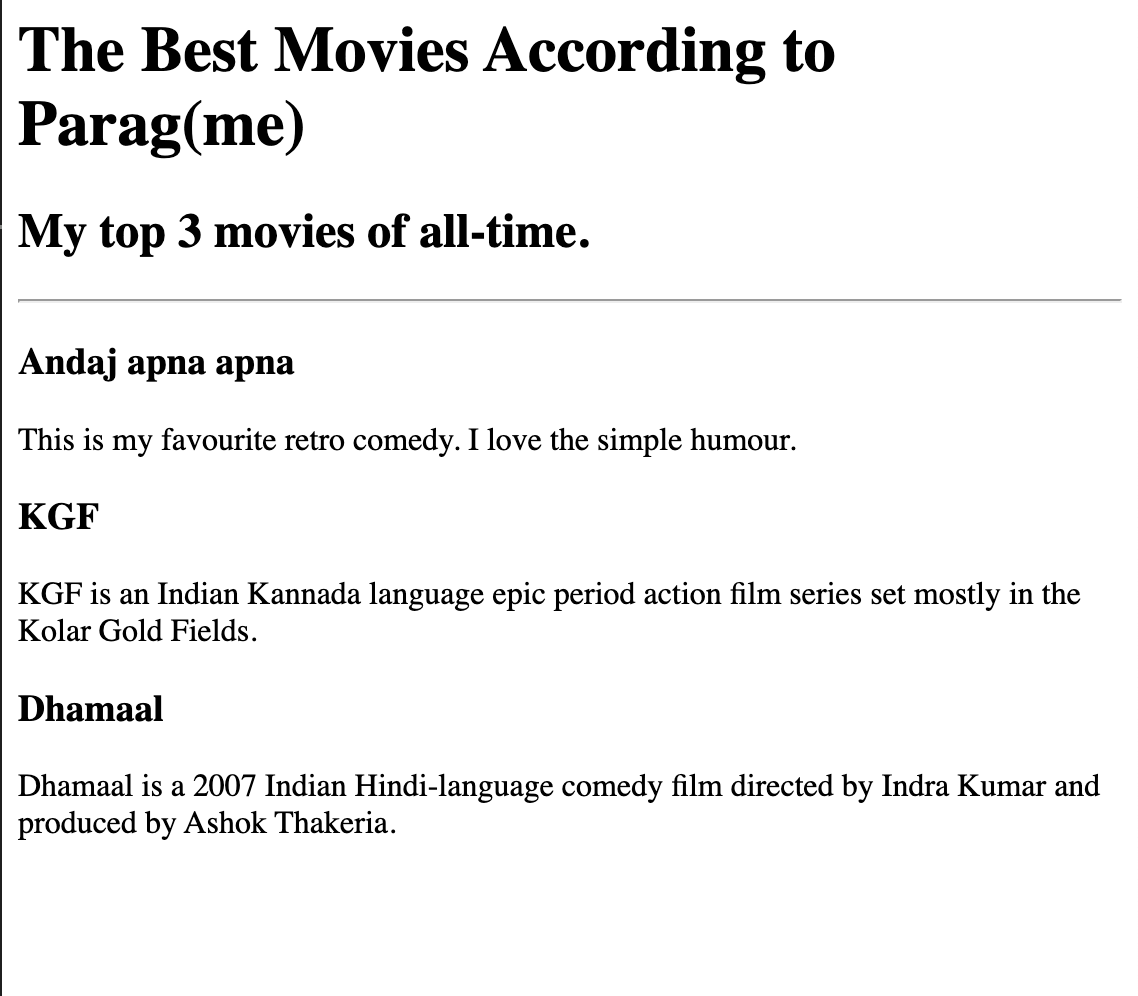 The Best Movies According to
Parag(me)
My top 3 movies of all-time.
Andaj apna apna
This is my favourite retro comedy. I love the simple humour.
KGF
KGF is an Indian Kannada language epic period action film series set mostly in the
Kolar Gold Fields.
Dhamaal
Dhamaal is a 2007 Indian Hindi-language comedy film directed by Indra Kumar and
produced by Ashok Thakeria.